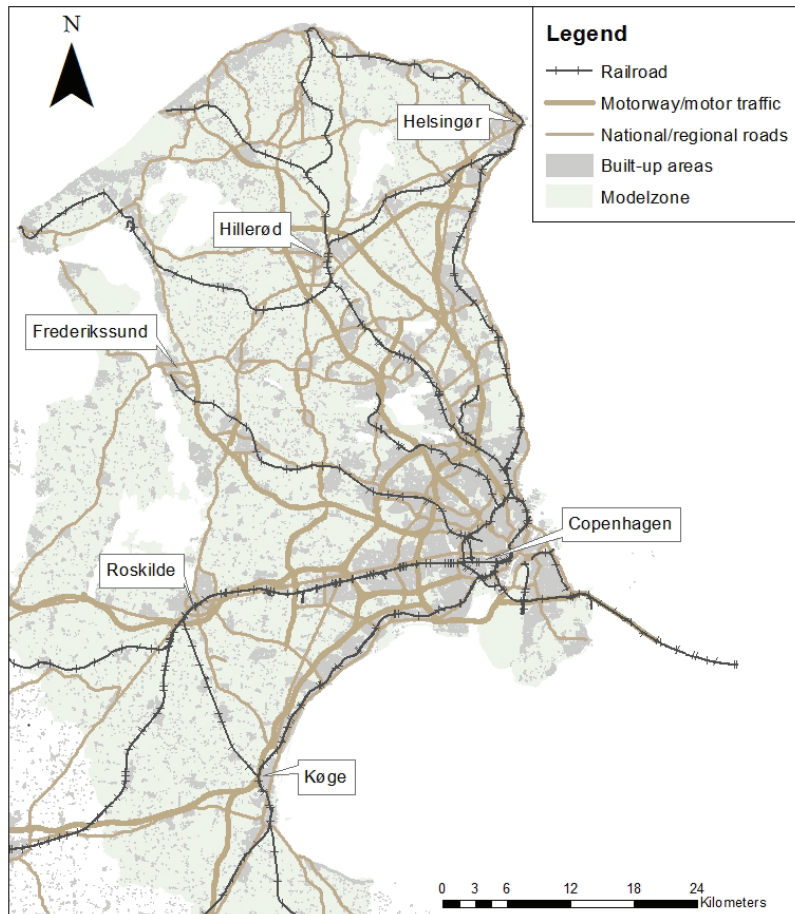 N
Legend
Railroad
Motorway/motor traffic
National/regional roads
Built-up areas
Modelzone
Helsingør
Hillerød
Frederikssund
Copenhagen
Roskilde
Køge
0 3 6 12 18 24
Kilometers